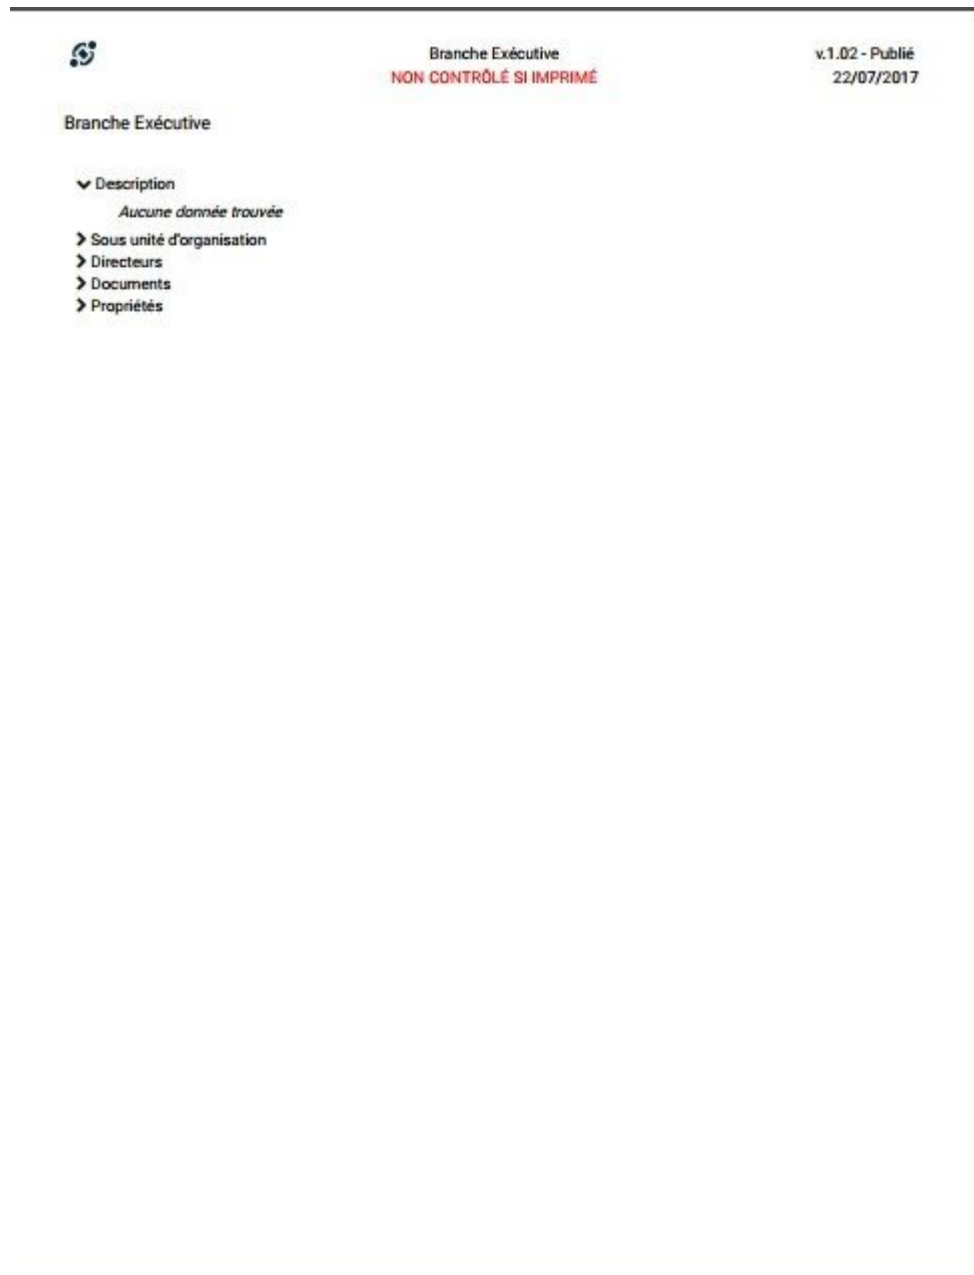 Branche Exécutive
NON CONTRÔLÉ SI IMPRIMÉ
v.1.02 - Publié
22/07/2017
Branche Exécutive
Description
Aucune donnée trouvée
Sous unité d'organisation
Directeurs
Documents
Propriétés